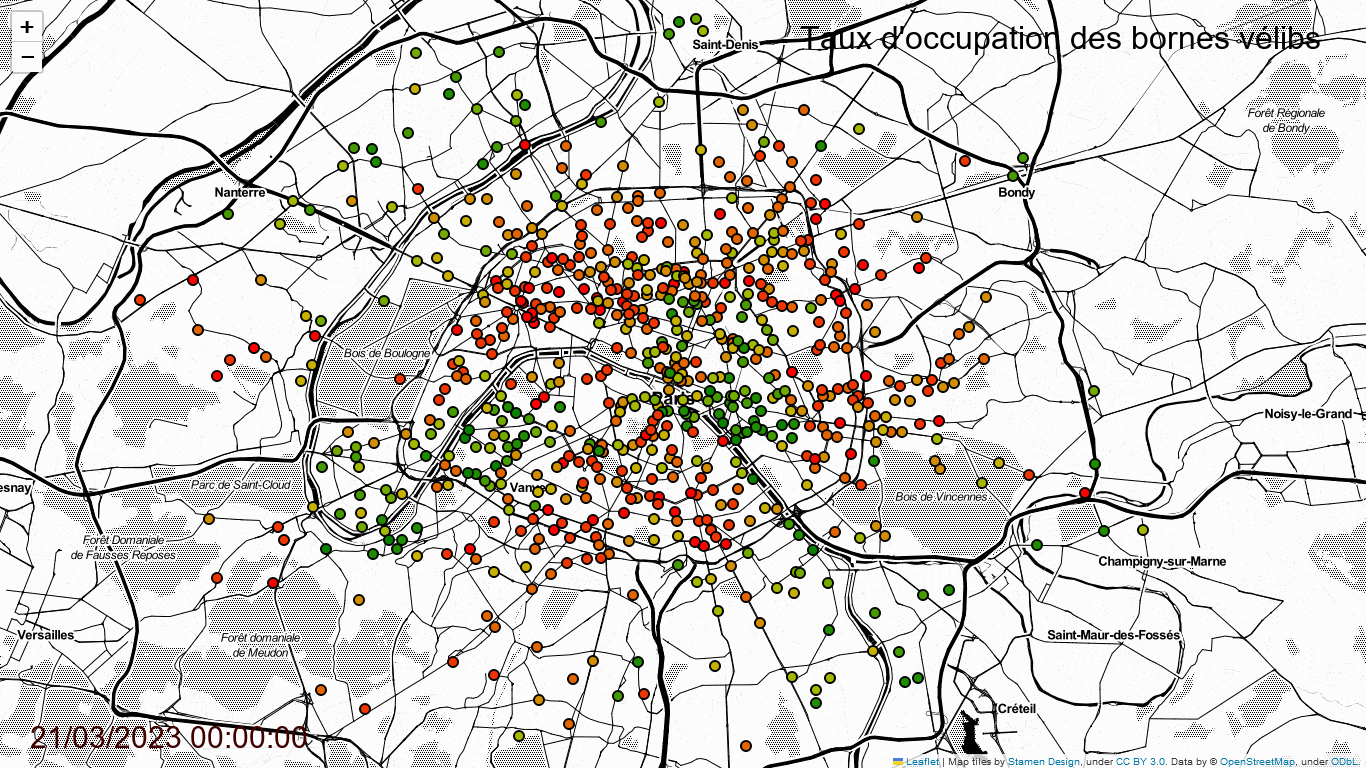 +
−
Taux d'occupation des bornes velibs
Saint-Denis
Forêt Régionale
de Bondy
Nanterre
Bondy
Bois de Boulogne
Noisy-le-Grand
esnay
Parc de Saint-Cloud
Bois de Vincennes
Forêt Domaniale
de Fausses Reposes
Champigny-sur-Marne
Versailles
Forêt domaniale
de Meudon
Saint-Maur-des-Fossés
Créteil
21/03/2023 00:00:00
Leaflet | Map tiles by Stamen Design, under CC BY 3.0. Data by © OpenStreetMap, under ODbL.